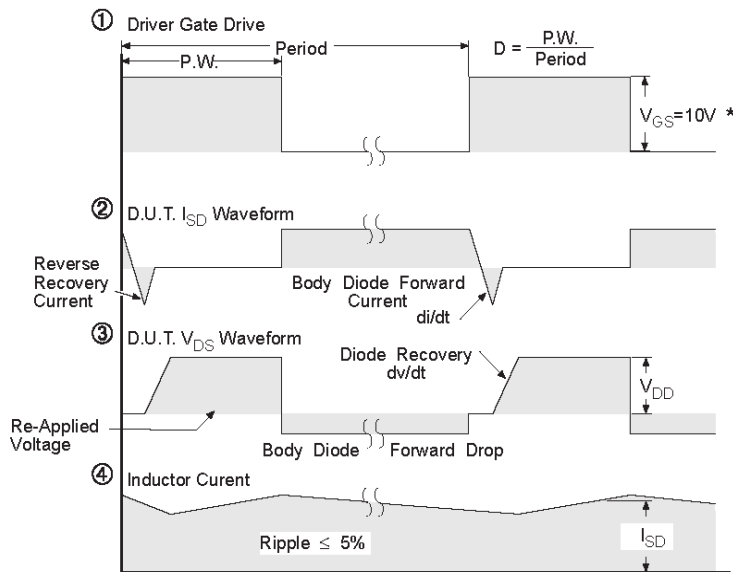 ① Driver Gate Drive
Period
P.W.
D = P.W. / Period
V_GS=10V *
② D.U.T. I_SD Waveform
Reverse
Recovery
Current
Body Diode Forward
Current
di/dt
③ D.U.T. V_DS Waveform
Diode Recovery
dv/dt
V_DD
Re-Applied
Voltage
Body Diode Forward Drop
④ Inductor Curent
Ripple ≤ 5%
I_SD